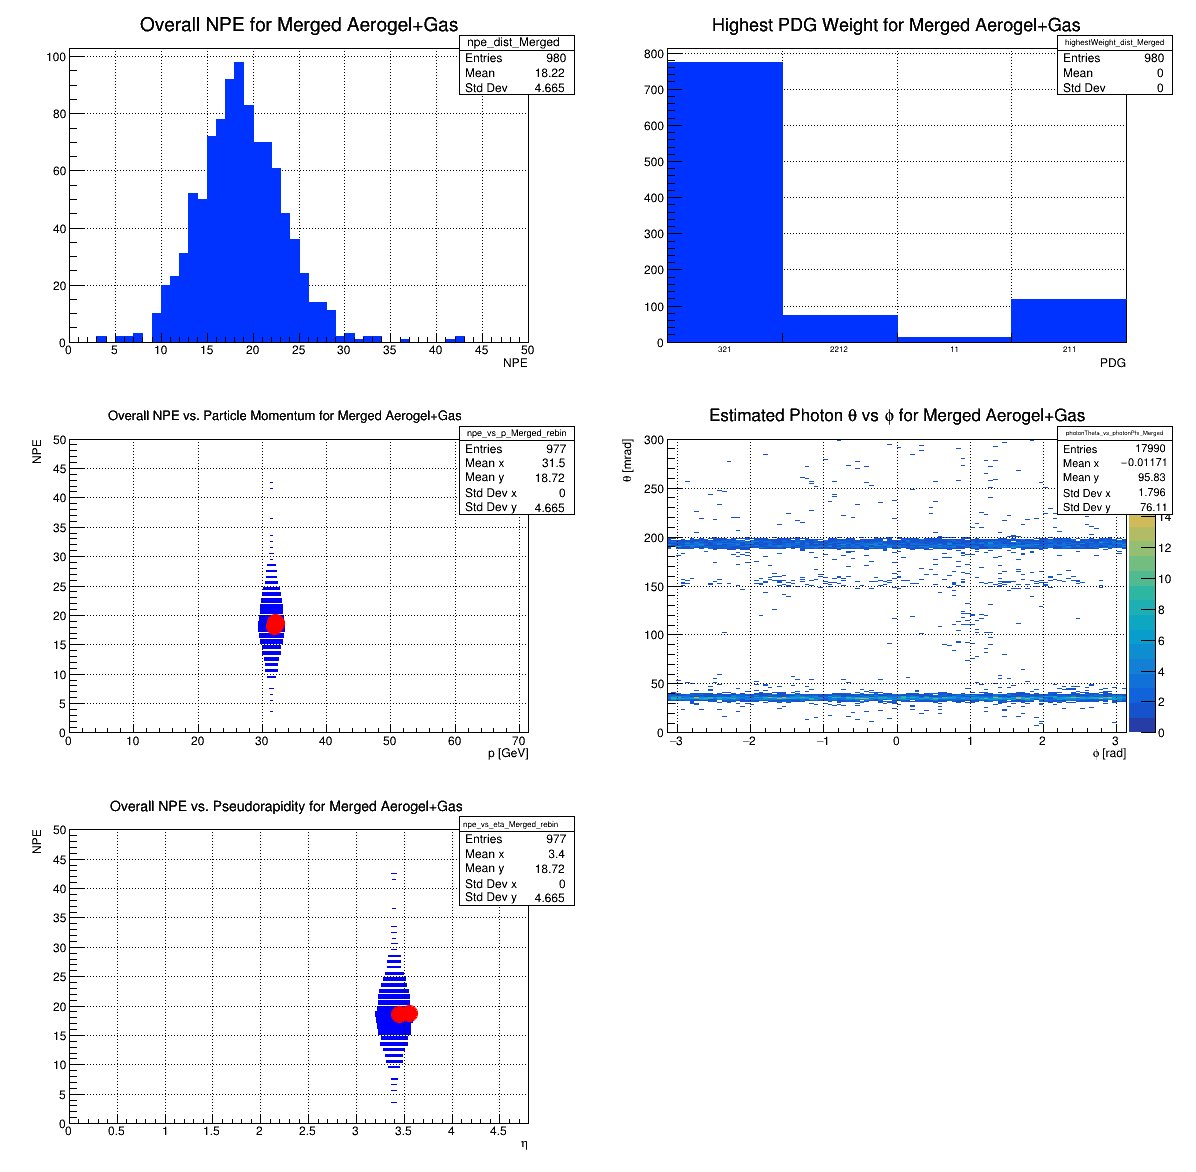 Overall NPE for Merged Aerogel+Gas
npe_dist_Merged
Entries 980
Mean 18.22
Std Dev 4.665
100
80
60
40
20
0
0 5 10 15 20 25 30 35 40 45 50
NPE
Highest PDG Weight for Merged Aerogel+Gas
highestWeight_dist_Merged
Entries 980
Mean 0
Std Dev 0
800
700
600
500
400
300
200
100
0
321 2212 11 211
PDG
Overall NPE vs. Particle Momentum for Merged Aerogel+Gas
npe_vs_p_Merged_rebin
Entries 977
Mean x 31.5
Mean y 18.72
Std Dev x 0
Std Dev y 4.665
NPE
50
45
40
35
30
25
20
15
10
5
0
0 10 20 30 40 50 60 70
p [GeV]
Estimated Photon θ vs ϕ for Merged Aerogel+Gas
photonTheta_vs_photonPhi_Merged
Entries 17990
Mean x −0.01171
Mean y 95.83
Std Dev x 1.796
Std Dev y 76.11
θ [mrad]
300
250
200
150
100
50
0
−3 −2 −1 0 1 2 3
ϕ [rad]
14
12
10
8
6
4
2
0
Overall NPE vs. Pseudorapidity for Merged Aerogel+Gas
npe_vs_eta_Merged_rebin
Entries 977
Mean x 3.4
Mean y 18.72
Std Dev x 0
Std Dev y 4.665
NPE
50
45
40
35
30
25
20
15
10
5
0
0 0.5 1 1.5 2 2.5 3 3.5 4 4.5
η